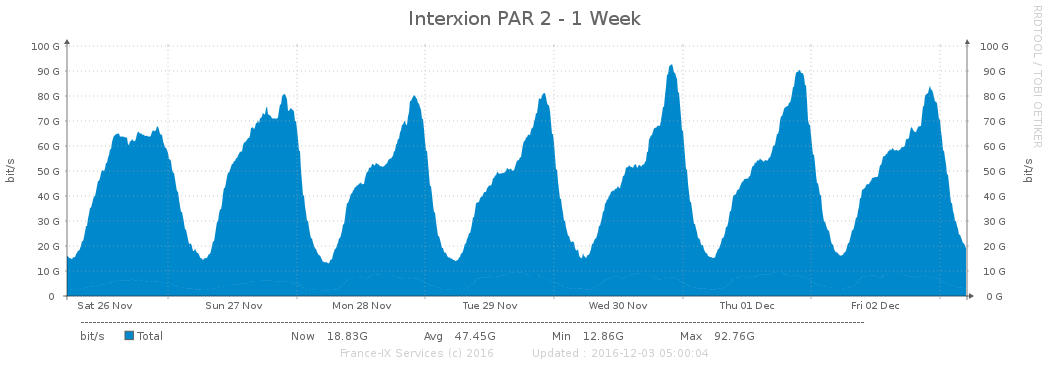 Interxion PAR 2 - 1 Week
RRDTOOL / TOBI OETIKER
100 G 100 G
90 G 90 G
80 G 80 G
70 G 70 G
60 G 60 G
50 G 50 G
40 G 40 G
30 G 30 G
20 G 20 G
10 G 10 G
0 0 G
bit/s bit/s
Sat 26 Nov Sun 27 Nov Mon 28 Nov Tue 29 Nov Wed 30 Nov Thu 01 Dec Fri 02 Dec
bit/s Total Now 18.83G Avg 47.45G Min 12.86G Max 92.76G
France-IX Services (c) 2016 Updated : 2016-12-03 05:00:04